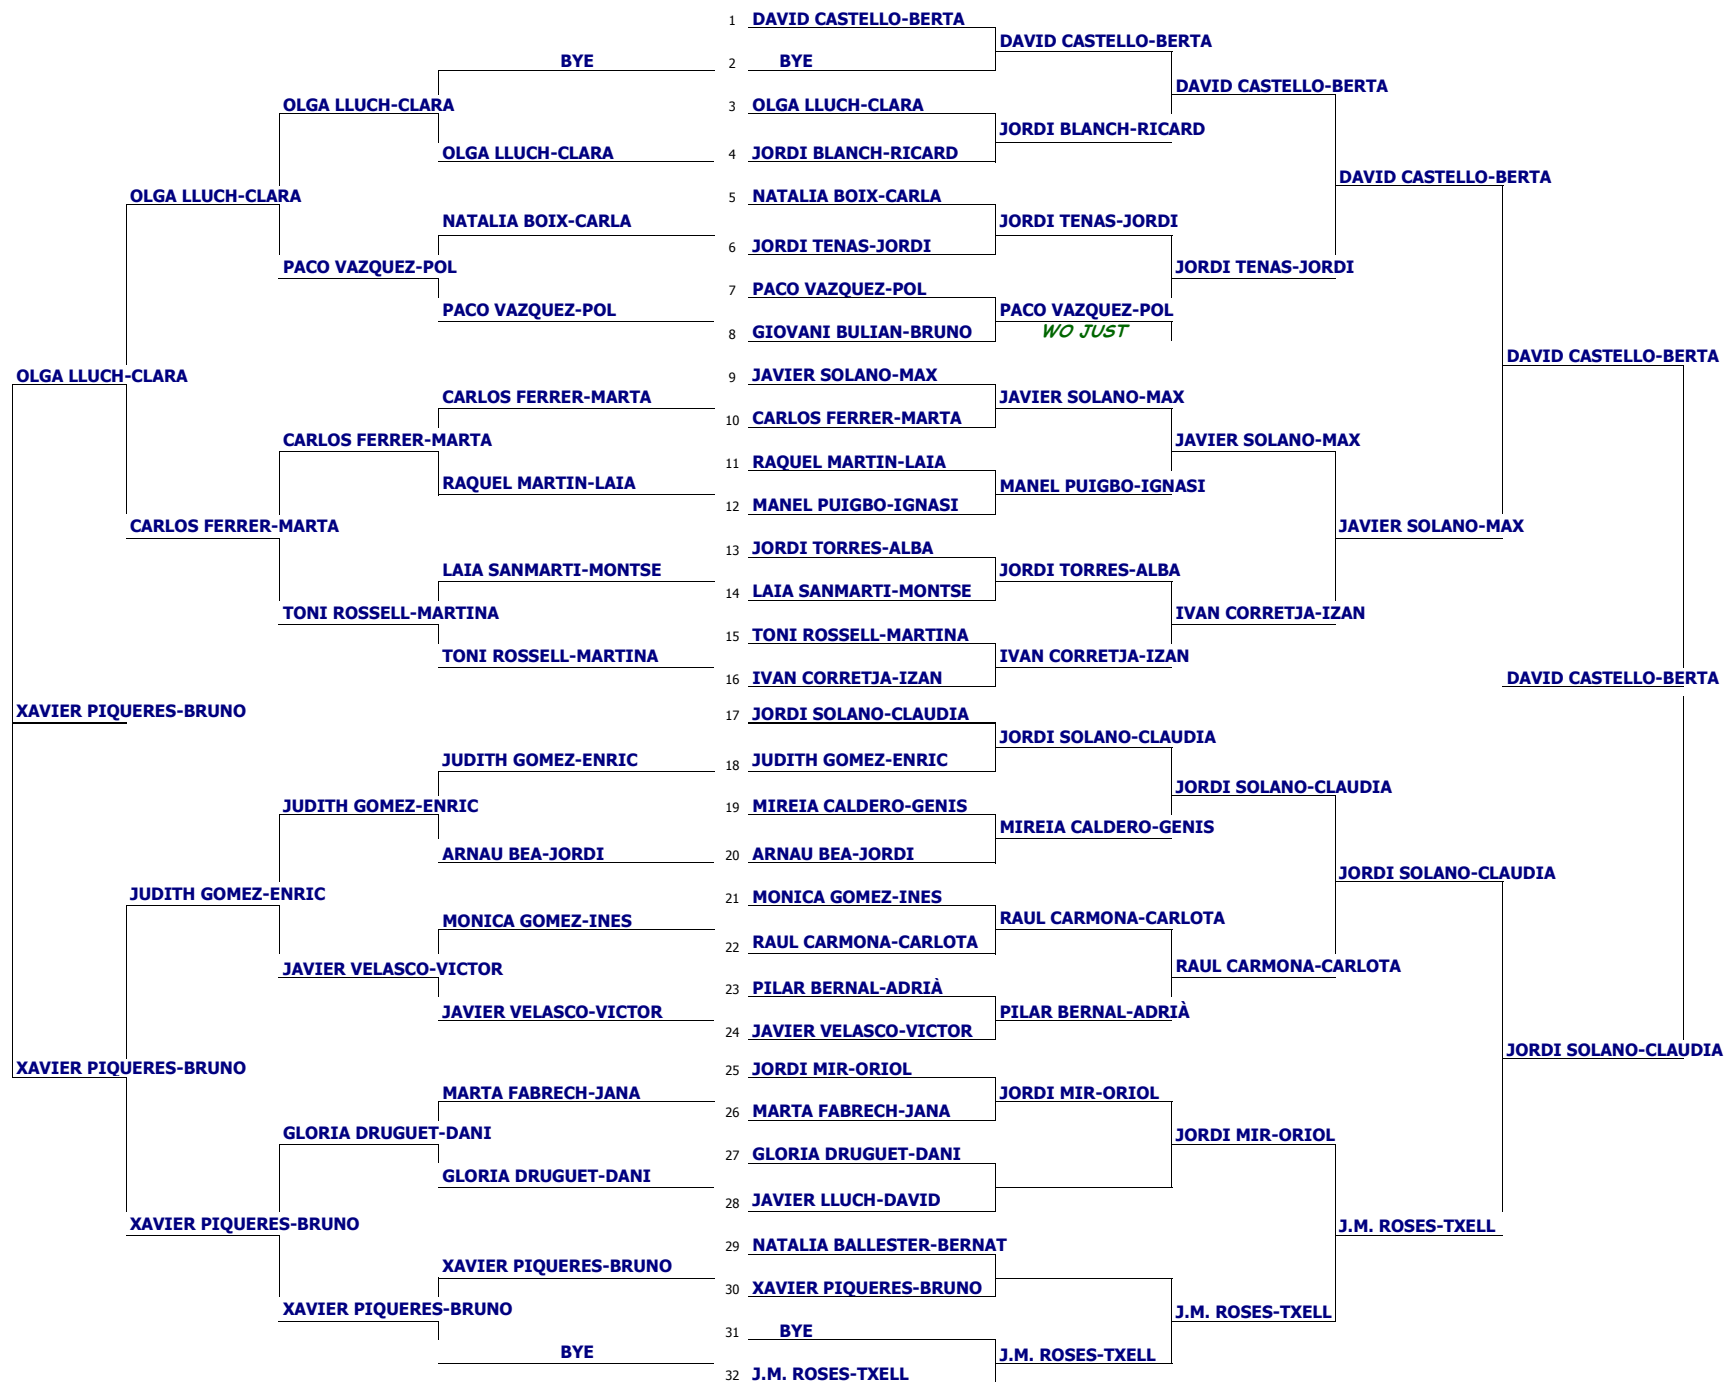 1 DAVID CASTELLO-BERTA
DAVID CASTELLO-BERTA
BYE 2 BYE
DAVID CASTELLO-BERTA
OLGA LLUCH-CLARA 3 OLGA LLUCH-CLARA
JORDI BLANCH-RICARD
OLGA LLUCH-CLARA 4 JORDI BLANCH-RICARD
DAVID CASTELLO-BERTA
OLGA LLUCH-CLARA 5 NATALIA BOIX-CARLA
NATALIA BOIX-CARLA JORDI TENAS-JORDI
6 JORDI TENAS-JORDI
PACO VAZQUEZ-POL JORDI TENAS-JORDI
7 PACO VAZQUEZ-POL
PACO VAZQUEZ-POL PACO VAZQUEZ-POL
8 GIOVANI BULIAN-BRUNO WO JUST
DAVID CASTELLO-BERTA
OLGA LLUCH-CLARA 9 JAVIER SOLANO-MAX
CARLOS FERRER-MARTA JAVIER SOLANO-MAX
10 CARLOS FERRER-MARTA
CARLOS FERRER-MARTA JAVIER SOLANO-MAX
11 RAQUEL MARTIN-LAIA
RAQUEL MARTIN-LAIA MANEL PUIGBO-IGNASI
12 MANEL PUIGBO-IGNASI
CARLOS FERRER-MARTA JAVIER SOLANO-MAX
13 JORDI TORRES-ALBA
LAIA SANMARTI-MONTSE JORDI TORRES-ALBA
14 LAIA SANMARTI-MONTSE
TONI ROSSELL-MARTINA IVAN CORRETJA-IZAN
15 TONI ROSSELL-MARTINA
TONI ROSSELL-MARTINA IVAN CORRETJA-IZAN
16 IVAN CORRETJA-IZAN DAVID CASTELLO-BERTA
XAVIER PIQUERES-BRUNO 17 JORDI SOLANO-CLAUDIA
JORDI SOLANO-CLAUDIA
JUDITH GOMEZ-ENRIC 18 JUDITH GOMEZ-ENRIC
JORDI SOLANO-CLAUDIA
JUDITH GOMEZ-ENRIC 19 MIREIA CALDERO-GENIS
MIREIA CALDERO-GENIS
ARNAU BEA-JORDI 20 ARNAU BEA-JORDI
JORDI SOLANO-CLAUDIA
JUDITH GOMEZ-ENRIC 21 MONICA GOMEZ-INES
MONICA GOMEZ-INES RAUL CARMONA-CARLOTA
22 RAUL CARMONA-CARLOTA
JAVIER VELASCO-VICTOR RAUL CARMONA-CARLOTA
23 PILAR BERNAL-ADRIÀ
JAVIER VELASCO-VICTOR PILAR BERNAL-ADRIÀ
24 JAVIER VELASCO-VICTOR
JORDI SOLANO-CLAUDIA
XAVIER PIQUERES-BRUNO 25 JORDI MIR-ORIOL
MARTA FABRECH-JANA JORDI MIR-ORIOL
26 MARTA FABRECH-JANA
GLORIA DRUGUET-DANI JORDI MIR-ORIOL
27 GLORIA DRUGUET-DANI
GLORIA DRUGUET-DANI
28 JAVIER LLUCH-DAVID
XAVIER PIQUERES-BRUNO J.M. ROSES-TXELL
29 NATALIA BALLESTER-BERNAT
XAVIER PIQUERES-BRUNO
30 XAVIER PIQUERES-BRUNO
XAVIER PIQUERES-BRUNO J.M. ROSES-TXELL
31 BYE
BYE J.M. ROSES-TXELL
32 J.M. ROSES-TXELL